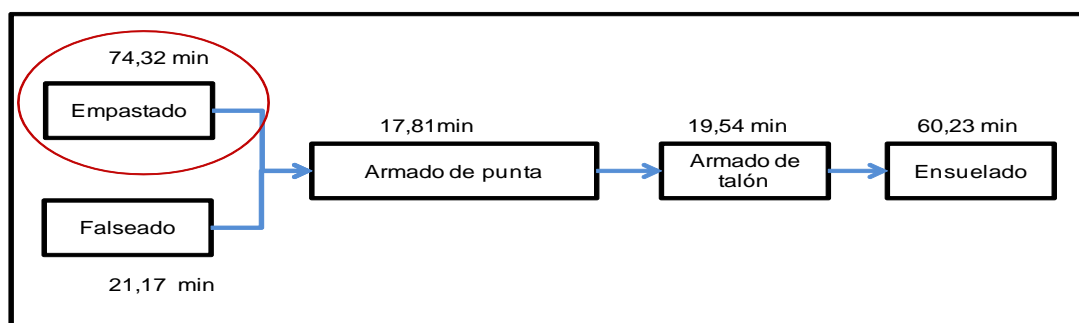 74,32 min
Empastado
17,81min
Armado de punta
19,54 min
Armado de
talón
60,23 min
Ensuelado
Falseado
21,17 min